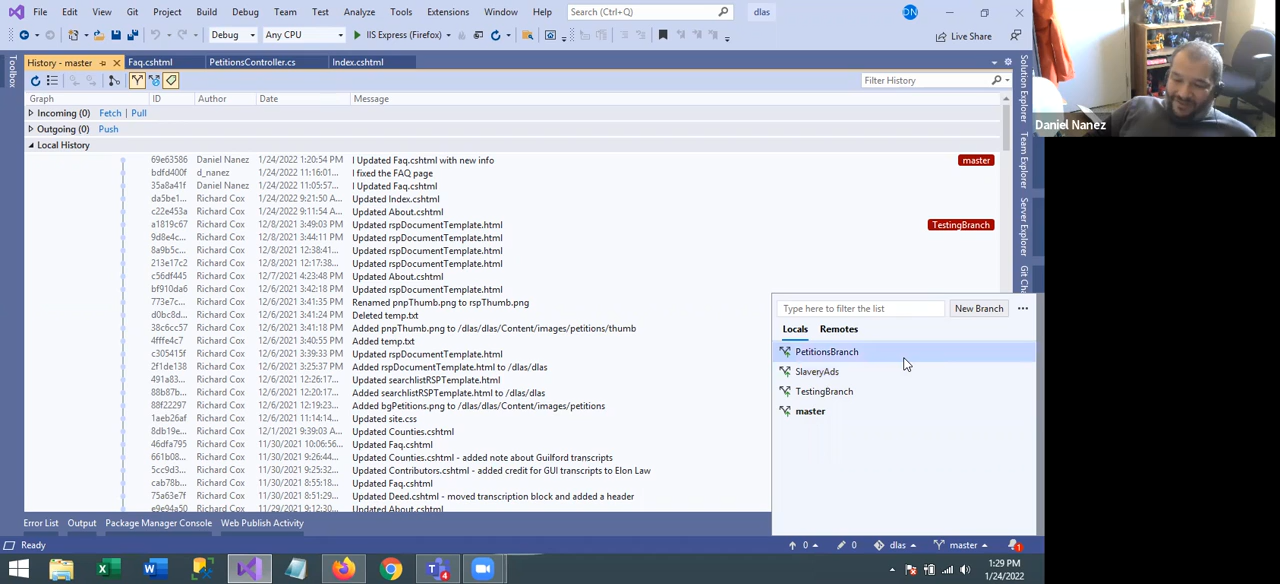 File Edit View Git Project Build Debug Team Test Analyze Tools Extensions Window Help Search (Ctrl+Q) dlas DN
Debug Any CPU IIS Express (Firefox) Live Share
Toolbox
History - master Faq.cshtml PetitionsController.cs Index.cshtml
Filter History
Graph ID Author Date Message
Incoming (0) Fetch | Pull
Outgoing (0) Push
Local History
69e63586 Daniel Nanez 1/24/2022 1:20:54 PM I Updated Faq.cshtml with new info master
bdfd400f d_nanez 1/24/2022 11:16:01... I fixed the FAQ page
35a8a41f Daniel Nanez 1/24/2022 11:05:57... I Updated Faq.cshtml
da5be1... Richard Cox 1/24/2022 9:21:50 A... Updated Index.cshtml
c22e453a Richard Cox 1/24/2022 9:11:54 A... Updated About.cshtml
a1819c67 Richard Cox 12/8/2021 3:49:03 PM Updated rspDocumentTemplate.html TestingBranch
9d8e4c... Richard Cox 12/8/2021 3:44:11 PM Updated rspDocumentTemplate.html
8a9b5c... Richard Cox 12/8/2021 12:38:41... Updated rspDocumentTemplate.html
213e17c2 Richard Cox 12/8/2021 12:17:38... Updated rspDocumentTemplate.html
c56df445 Richard Cox 12/7/2021 4:23:48 PM Updated About.cshtml
bf910da6 Richard Cox 12/6/2021 3:42:18 PM Updated rspDocumentTemplate.html
773e7c... Richard Cox 12/6/2021 3:41:35 PM Renamed pnpThumb.png to rspThumb.png
d0bc8d... Richard Cox 12/6/2021 3:41:24 PM Deleted temp.txt
38c6cc57 Richard Cox 12/6/2021 3:41:18 PM Added pnpThumb.png to /dlas/dlas/Content/images/petitions/thumb
4fffe4c7 Richard Cox 12/6/2021 3:40:55 PM Added temp.txt
c305415f Richard Cox 12/6/2021 3:39:33 PM Updated rspDocumentTemplate.html
2f1de138 Richard Cox 12/6/2021 3:25:37 PM Added rspDocumentTemplate.html to /dlas/dlas
491a83... Richard Cox 12/6/2021 12:26:17... Updated searchlistRSPTemplate.html
88b87b... Richard Cox 12/6/2021 12:20:17... Added searchlistRSPTemplate.html to /dlas/dlas
88f22297 Richard Cox 12/6/2021 12:19:23... Added bgPetitions.png to /dlas/dlas/Content/images/petitions
1aeb26af Richard Cox 12/6/2021 11:14:14... Updated site.css
8db19e... Richard Cox 12/1/2021 9:39:03 A... Updated Counties.cshtml
46dfa795 Richard Cox 11/30/2021 10:06:56... Updated Faq.cshtml
661b08... Richard Cox 11/30/2021 9:26:44... Updated Counties.cshtml - added note about Guilford transcripts
5cc9d3... Richard Cox 11/30/2021 9:25:32... Updated Contributors.cshtml - added credit for GUI transcripts to Elon Law
cab78b... Richard Cox 11/30/2021 8:55:18... Updated Faq.cshtml
75a63e7f Richard Cox 11/30/2021 8:51:29... Updated Deed.cshtml - moved transcription block and added a header
e9e94a50 Richard Cox 11/29/2021 9:12:30... Updated About.cshtml
Type here to filter the list New Branch
Locals Remotes
PetitionsBranch
SlaveryAds
TestingBranch
master
Solution Explorer
Team Explorer
Server Explorer
Git Cha
Error List Output Package Manager Console Web Publish Activity
Ready 0 0 dlas master 1
4
1:29 PM
1/24/2022
Daniel Nanez